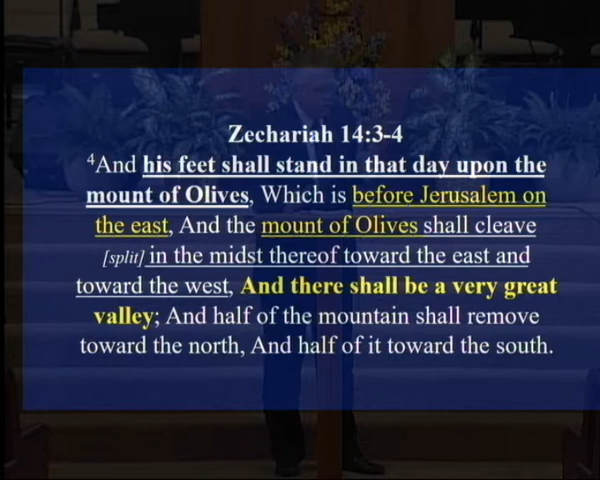 Zechariah 14:3-4
4And his feet shall stand in that day upon the
mount of Olives, Which is before Jerusalem on
the east, And the mount of Olives shall cleave
[split] in the midst thereof toward the east and
toward the west, And there shall be a very great
valley; And half of the mountain shall remove
toward the north, And half of it toward the south.